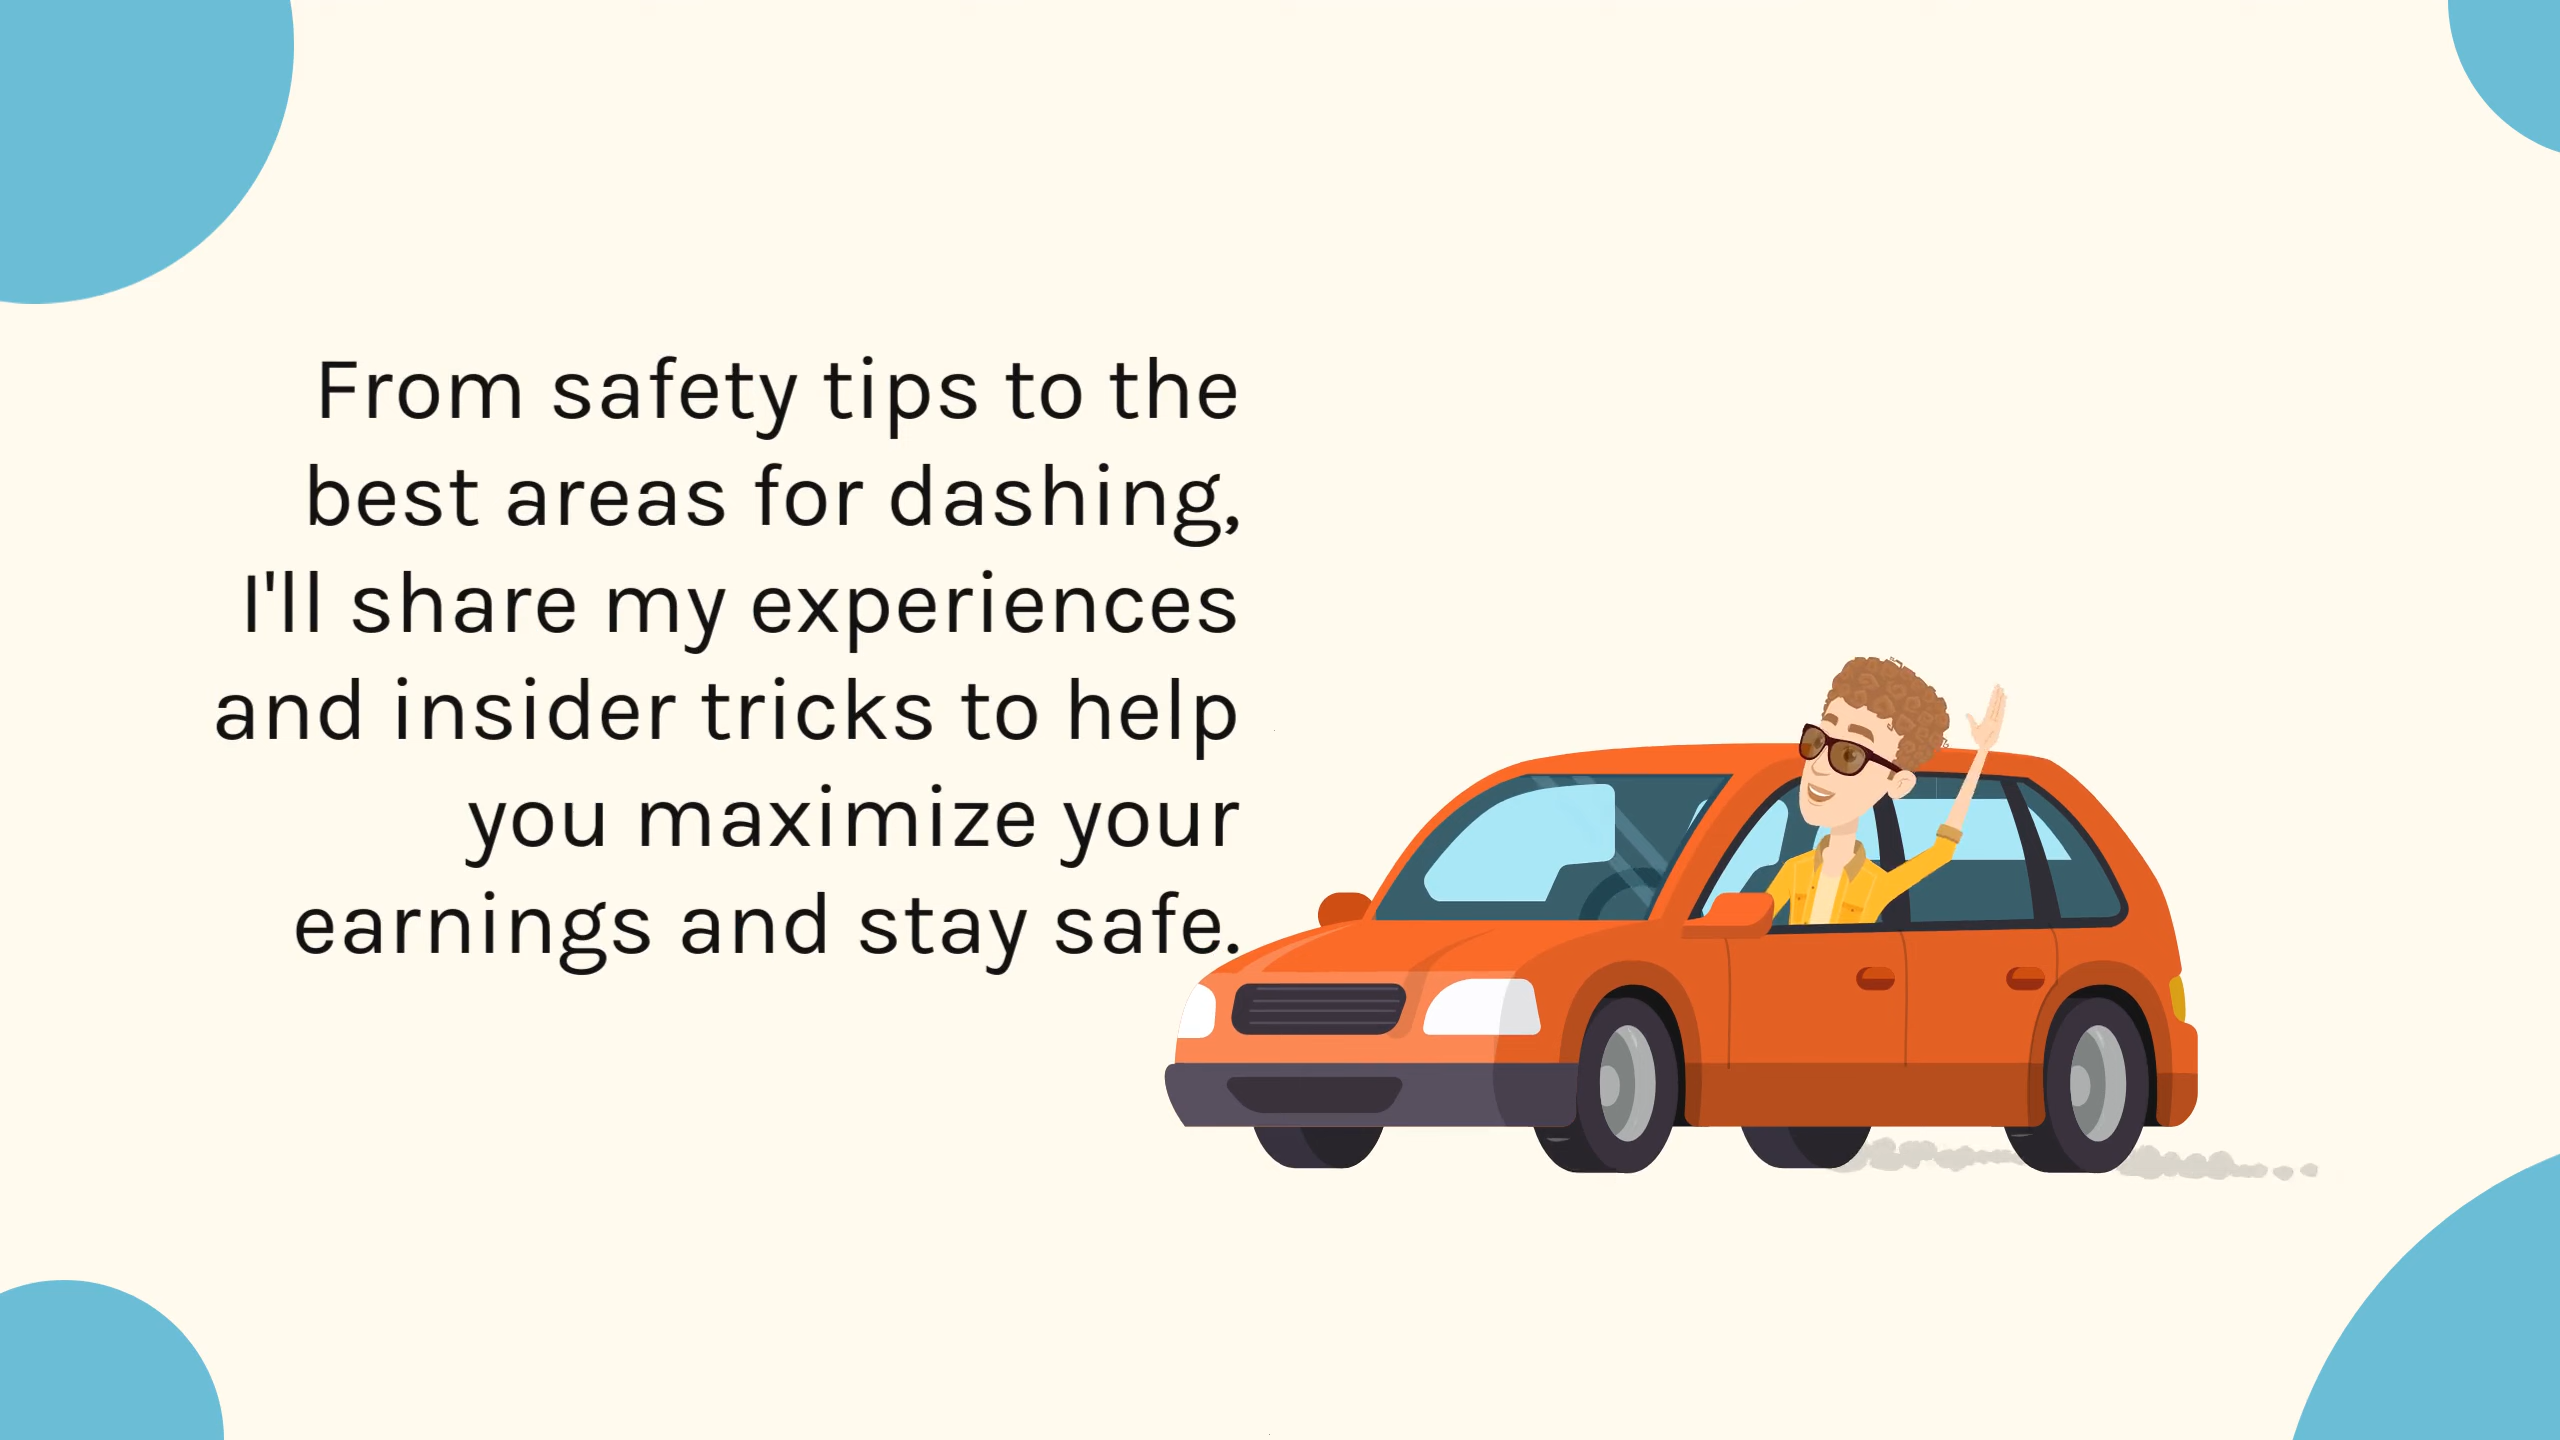 From safety tips to the
best areas for dashing,
I'll share my experiences
and insider tricks to help
you maximize your
earnings and stay safe.